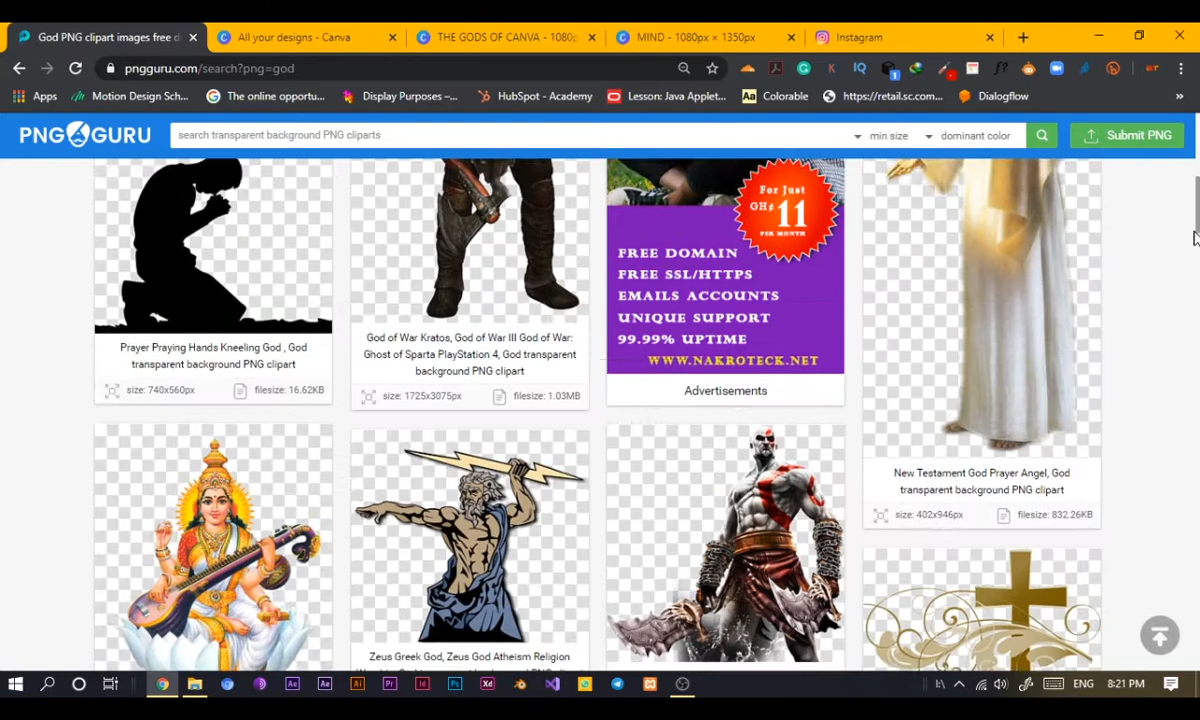 God PNG clipart images free d
All your designs - Canva
THE GODS OF CANVA - 1080p
MIND - 1080px × 1350px
Instagram
pngguru.com/search?png=god
Apps
Motion Design Sch...
The online opportu...
Display Purposes –...
HubSpot - Academy
Lesson: Java Applet...
Aa Colorable
https://retail.sc.com...
Dialogflow
»
PNG GURU
search transparent background PNG cliparts
min size
dominant color
Submit PNG
For Just
GH¢ 11
PER MONTH
FREE DOMAIN
FREE SSL/HTTPS
EMAILS ACCOUNTS
UNIQUE SUPPORT
99.99% UPTIME
WWW.NAKROTECK.NET
Advertisements
Prayer Praying Hands Kneeling God , God
transparent background PNG clipart
size: 740x560px
filesize: 16.62KB
God of War Kratos, God of War III God of War:
Ghost of Sparta PlayStation 4, God transparent
background PNG clipart
size: 1725x3075px
filesize: 1.03MB
New Testament God Prayer Angel, God
transparent background PNG clipart
size: 402x946px
filesize: 832.26KB
Zeus Greek God, Zeus God Atheism Religion
ENG
8:21 PM